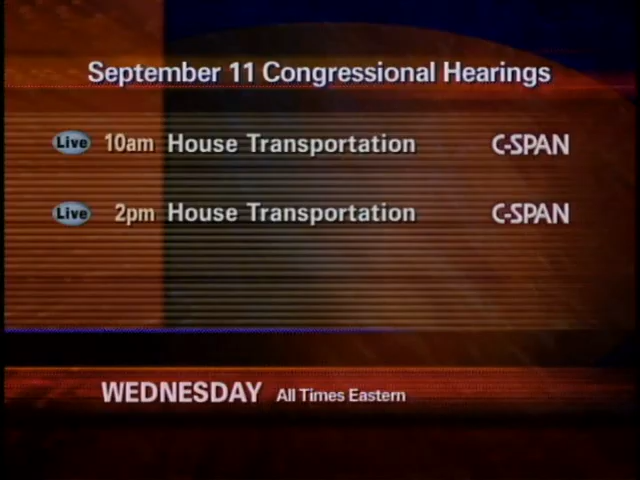 September 11 Congressional Hearings
Live 10am House Transportation C-SPAN
Live 2pm House Transportation C-SPAN
WEDNESDAY All Times Eastern